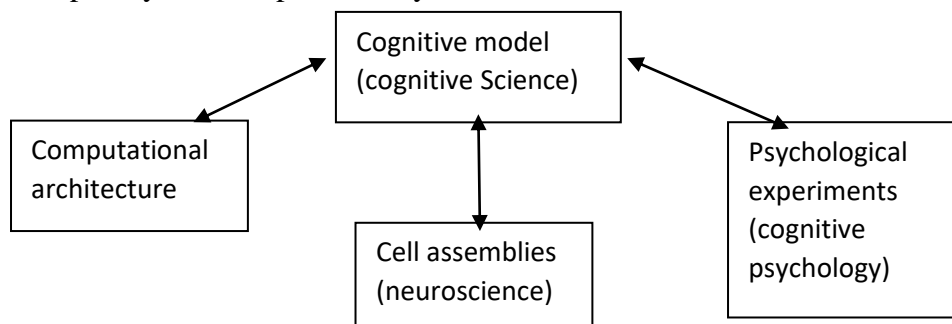 Cognitive model
(cognitive Science)
Computational
architecture
Psychological
experiments
(cognitive
psychology)
Cell assemblies
(neuroscience)